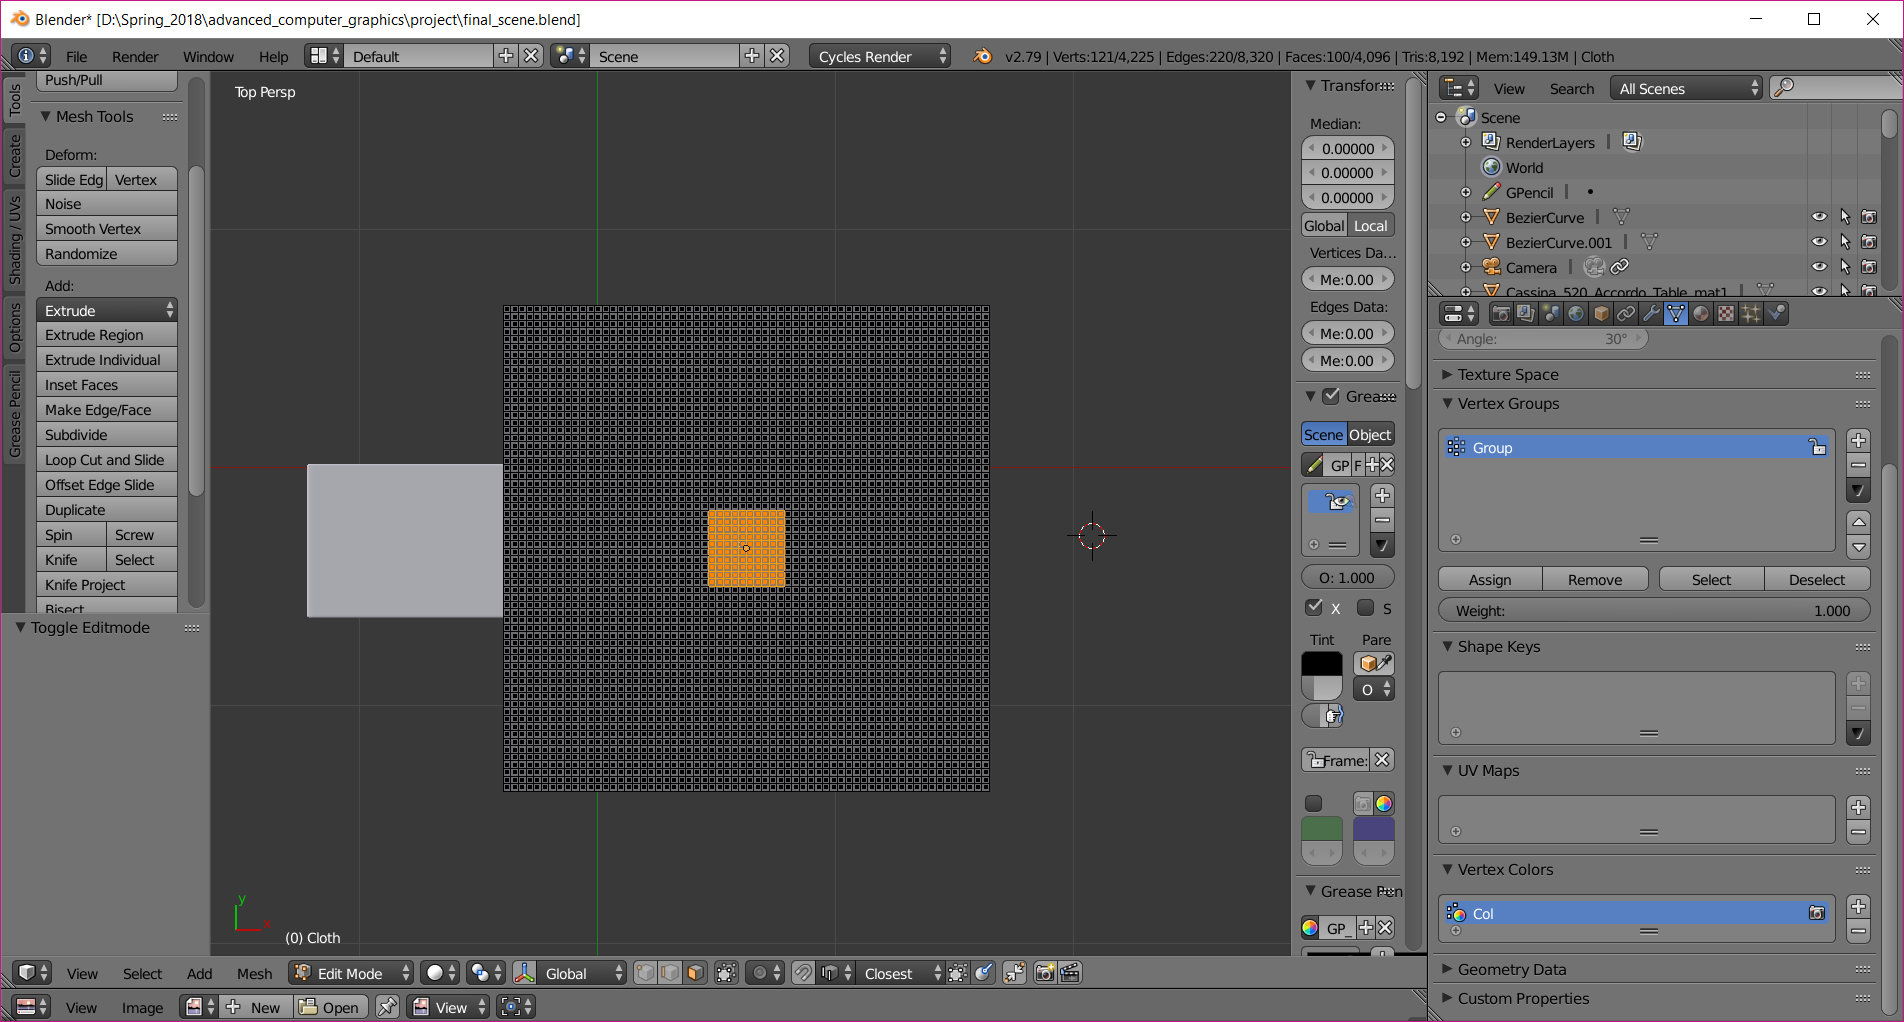 Blender* [D:\Spring_2018\advanced_computer_graphics\project\final_scene.blend]
File Render Window Help Default Scene Cycles Render v2.79 | Verts:121/4,225 | Edges:220/8,320 | Faces:100/4,096 | Tris:8,192 | Mem:149.13M | Cloth
Tools
Create
Shading / UVs
Options
Grease Pencil
Push/Pull
Mesh Tools
Deform:
Slide Edg Vertex
Noise
Smooth Vertex
Randomize
Add:
Extrude
Extrude Region
Extrude Individual
Inset Faces
Make Edge/Face
Subdivide
Loop Cut and Slide
Offset Edge Slide
Duplicate
Spin Screw
Knife Select
Knife Project
Bisect
Toggle Editmode
Top Persp
y
x
(0) Cloth
Transfor
Median:
0.00000
0.00000
0.00000
Global Local
Vertices Da...
Me:0.00
Edges Data:
Me:0.00
Me:0.00
Greas
Scene Object
GP F
O: 1.000
X S
Tint Pare
O
Frame:
Grease Pen
GP_
View Search All Scenes
Scene
RenderLayers
World
GPencil
BezierCurve
BezierCurve.001
Camera
Cassina_520_Accordo_Table_mat1
Angle: 30°
Texture Space
Vertex Groups
Group
Assign Remove Select Deselect
Weight: 1.000
Shape Keys
UV Maps
Vertex Colors
Col
Geometry Data
Custom Properties
View Select Add Mesh Edit Mode Global Closest
View Image New Open View